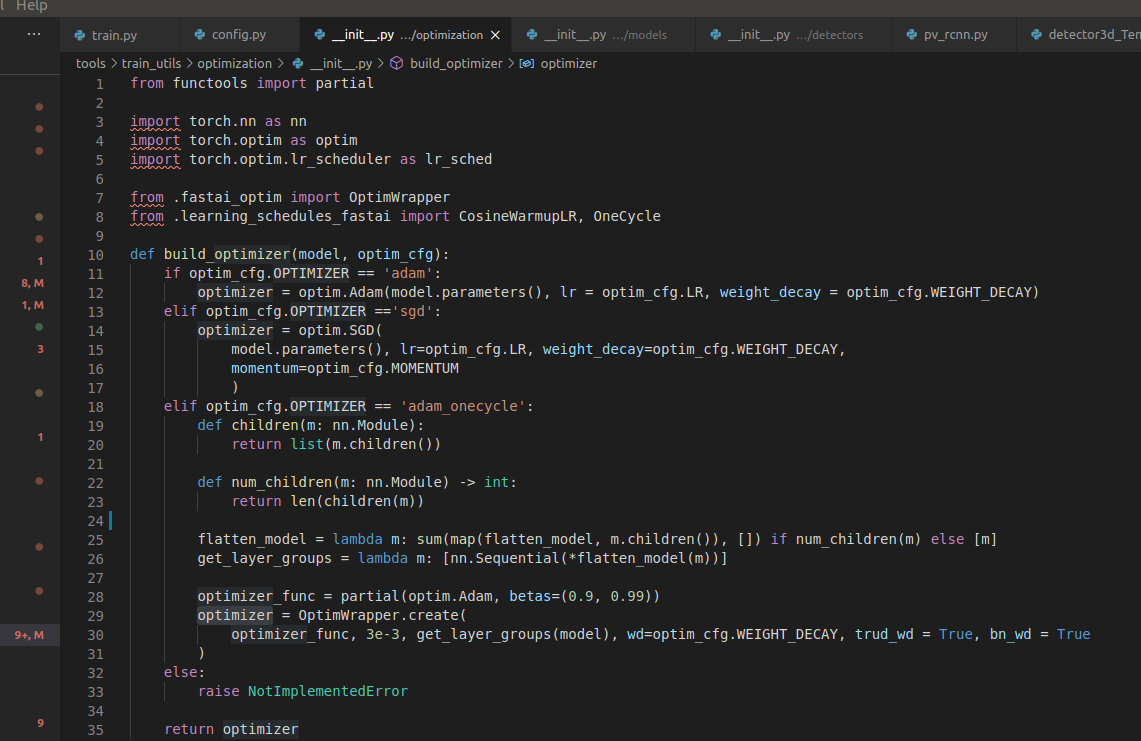 l Help
...
train.py
config.py
__init__.py .../optimization
__init__.py .../models
__init__.py .../detectors
pv_rcnn.py
detector3d_Tem
tools > train_utils > optimization > __init__.py > build_optimizer > optimizer
1 from functools import partial
2
3 import torch.nn as nn
4 import torch.optim as optim
5 import torch.optim.lr_scheduler as lr_sched
6
7 from .fastai_optim import OptimWrapper
8 from .learning_schedules_fastai import CosineWarmupLR, OneCycle
9
10 def build_optimizer(model, optim_cfg):
1
11 if optim_cfg.OPTIMIZER == 'adam':
8, M
12 optimizer = optim.Adam(model.parameters(), lr = optim_cfg.LR, weight_decay = optim_cfg.WEIGHT_DECAY)
1, M
13 elif optim_cfg.OPTIMIZER =='sgd':
14 optimizer = optim.SGD(
3
15 model.parameters(), lr=optim_cfg.LR, weight_decay=optim_cfg.WEIGHT_DECAY,
16 momentum=optim_cfg.MOMENTUM
17 )
18 elif optim_cfg.OPTIMIZER == 'adam_onecycle':
19 def children(m: nn.Module):
1
20 return list(m.children())
21
22 def num_children(m: nn.Module) -> int:
23 return len(children(m))
24
25 flatten_model = lambda m: sum(map(flatten_model, m.children()), []) if num_children(m) else [m]
26 get_layer_groups = lambda m: [nn.Sequential(*flatten_model(m))]
27
28 optimizer_func = partial(optim.Adam, betas=(0.9, 0.99))
29 optimizer = OptimWrapper.create(
9+, M
30 optimizer_func, 3e-3, get_layer_groups(model), wd=optim_cfg.WEIGHT_DECAY, trud_wd = True, bn_wd = True
31 )
32 else:
33 raise NotImplementedError
34
9
35 return optimizer